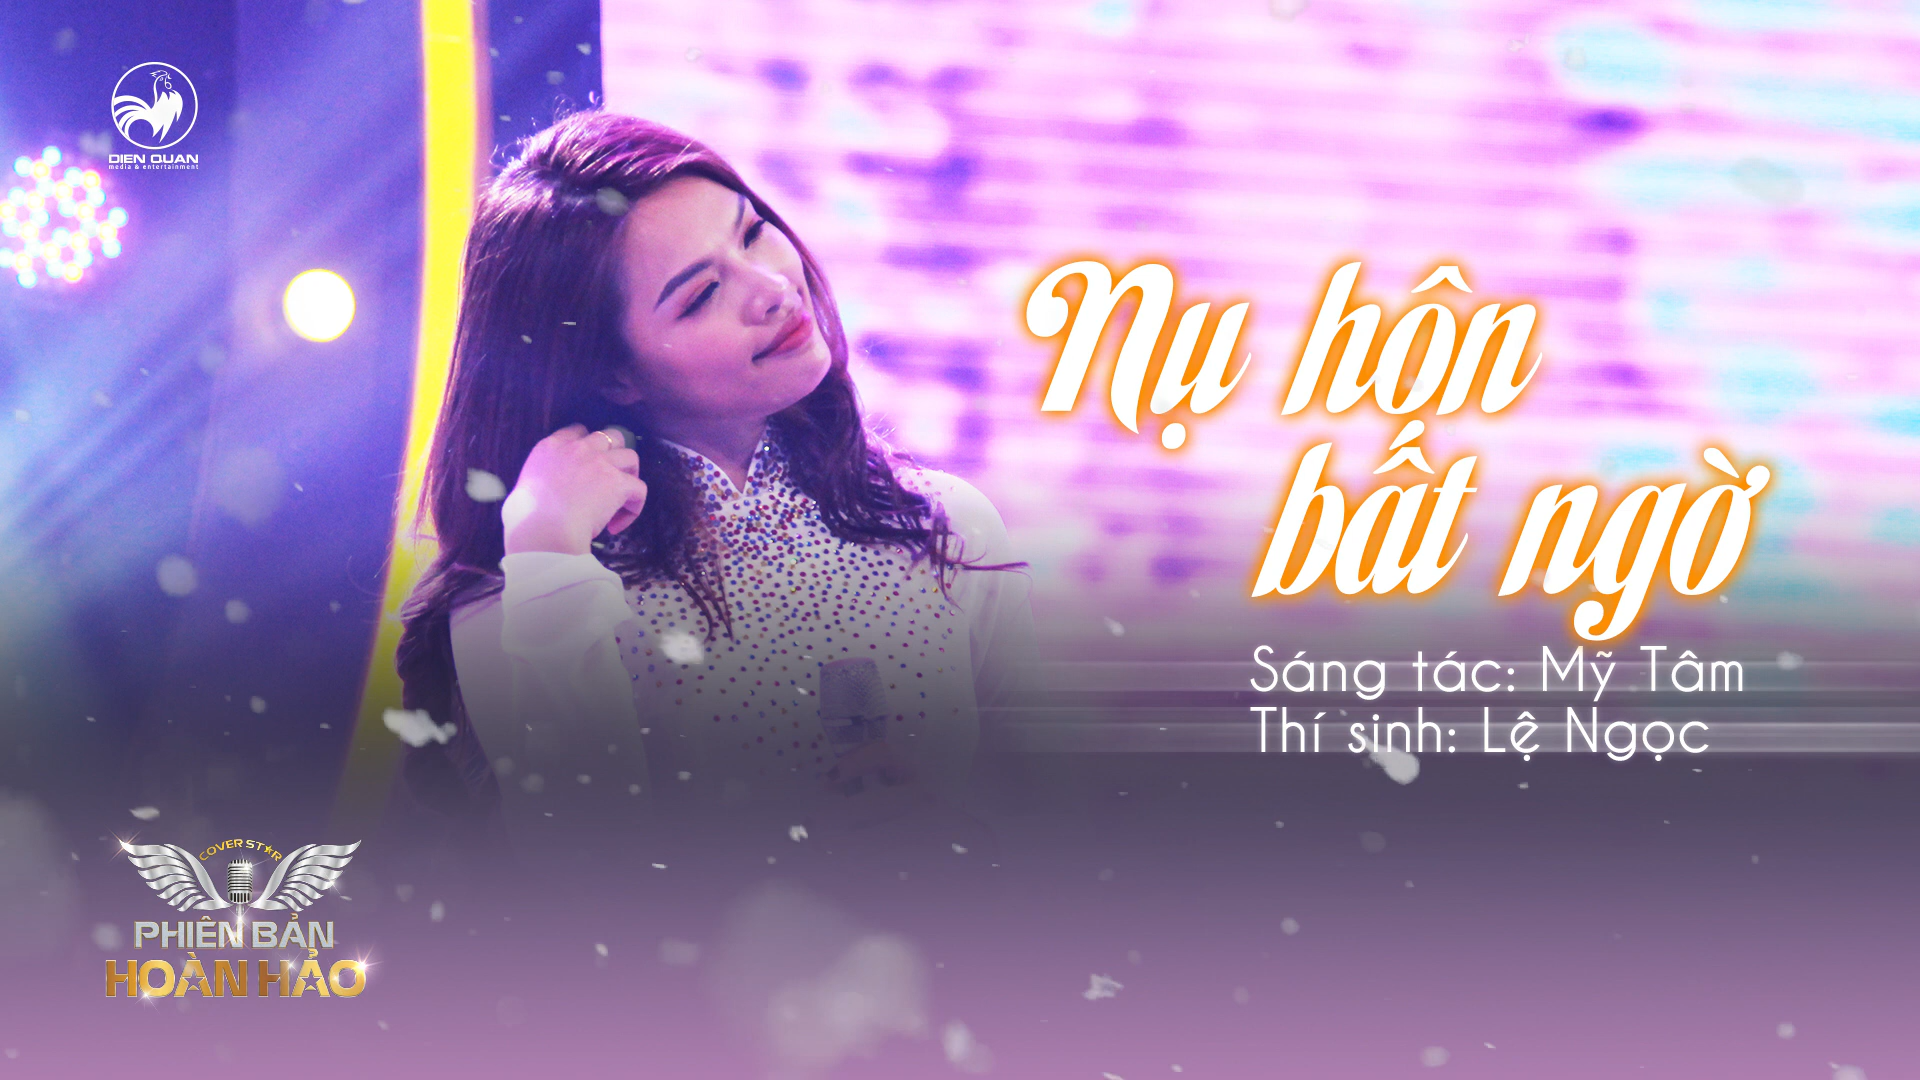 DIEN QUAN
media & entertainment
Nụ hôn
bất ngờ
Sáng tác: Mỹ Tâm
Thí sinh: Lệ Ngọc
COVER STAR
PHIÊN BẢN
HOÀN HẢO